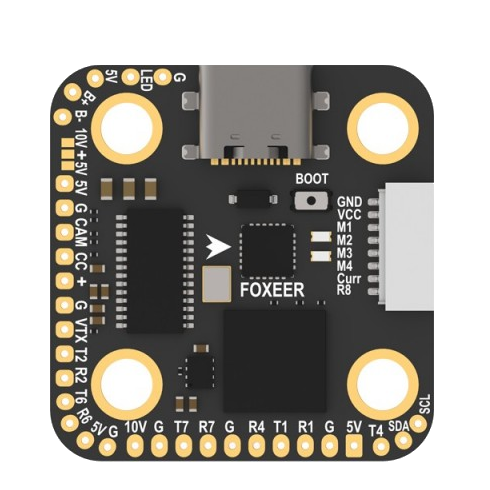 5V
LED
G
B+
B-
10V+5V
5V
G
CAM
CC
+
G
VTX
T2
R2
T6
R6
5V
G
BOOT
GND
VCC
M1
M2
M3
M4
Curr
R8
FOXEER
10V
G
T7
R7
G
R4
T1
R1
G
5V
T4
SDA
SCL